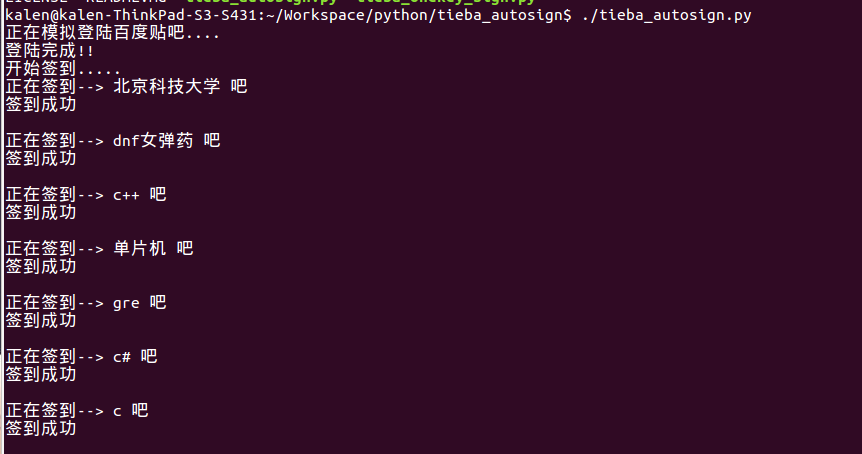 kalen@kalen-ThinkPad-S3-S431:~/Workspace/python/tieba_autosign$ ./tieba_autosign.py
正在模拟登陆百度贴吧....
登陆完成!!
开始签到.....
正在签到--> 北京科技大学 吧
签到成功
正在签到--> dnf女弹药 吧
签到成功
正在签到--> c++ 吧
签到成功
正在签到--> 单片机 吧
签到成功
正在签到--> gre 吧
签到成功
正在签到--> c# 吧
签到成功
正在签到--> c 吧
签到成功